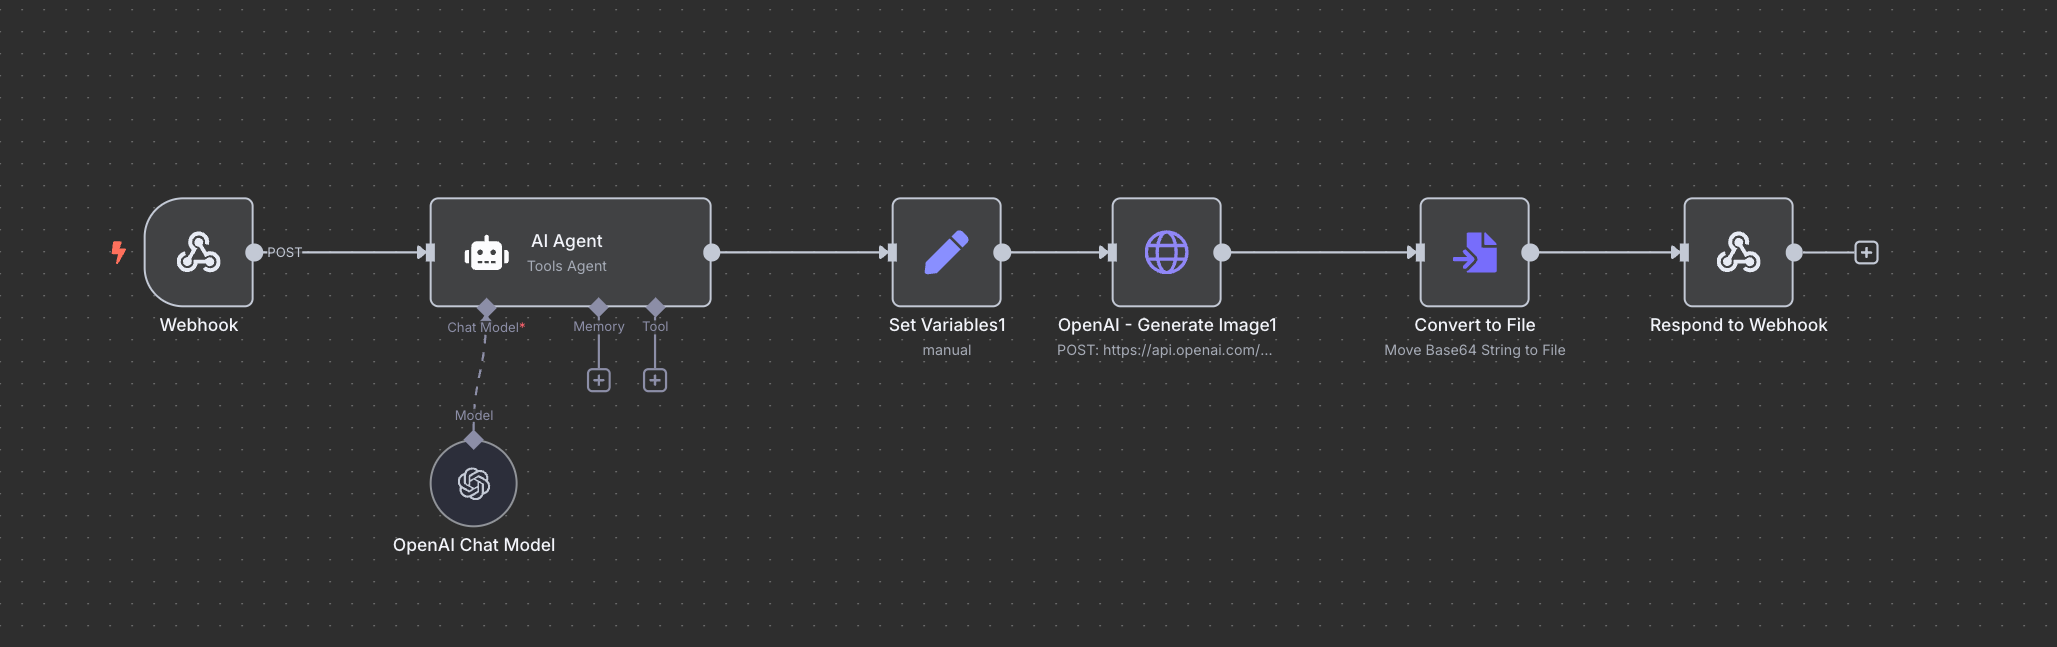 POST
Webhook
AI Agent
Tools Agent
Chat Model*
Memory
Tool
Model
OpenAI Chat Model
Set Variables1
manual
OpenAI - Generate Image1
POST: https://api.openai.com/...
Convert to File
Move Base64 String to File
Respond to Webhook